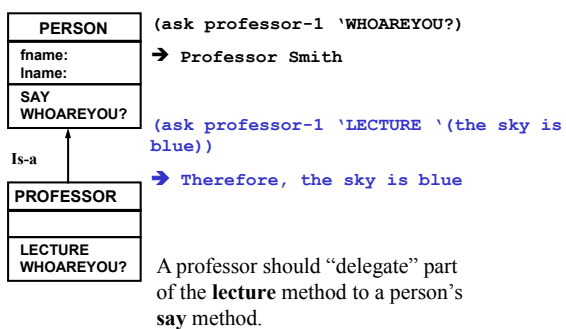 PERSON
fname:
lname:
SAY
WHOAREYOU?
Is-a
PROFESSOR
LECTURE
WHOAREYOU?
(ask professor-1 ‘WHOAREYOU?)
➔ Professor Smith
(ask professor-1 ‘LECTURE ‘(the sky is
blue))
➔ Therefore, the sky is blue
A professor should “delegate” part
of the lecture method to a person’s
say method.